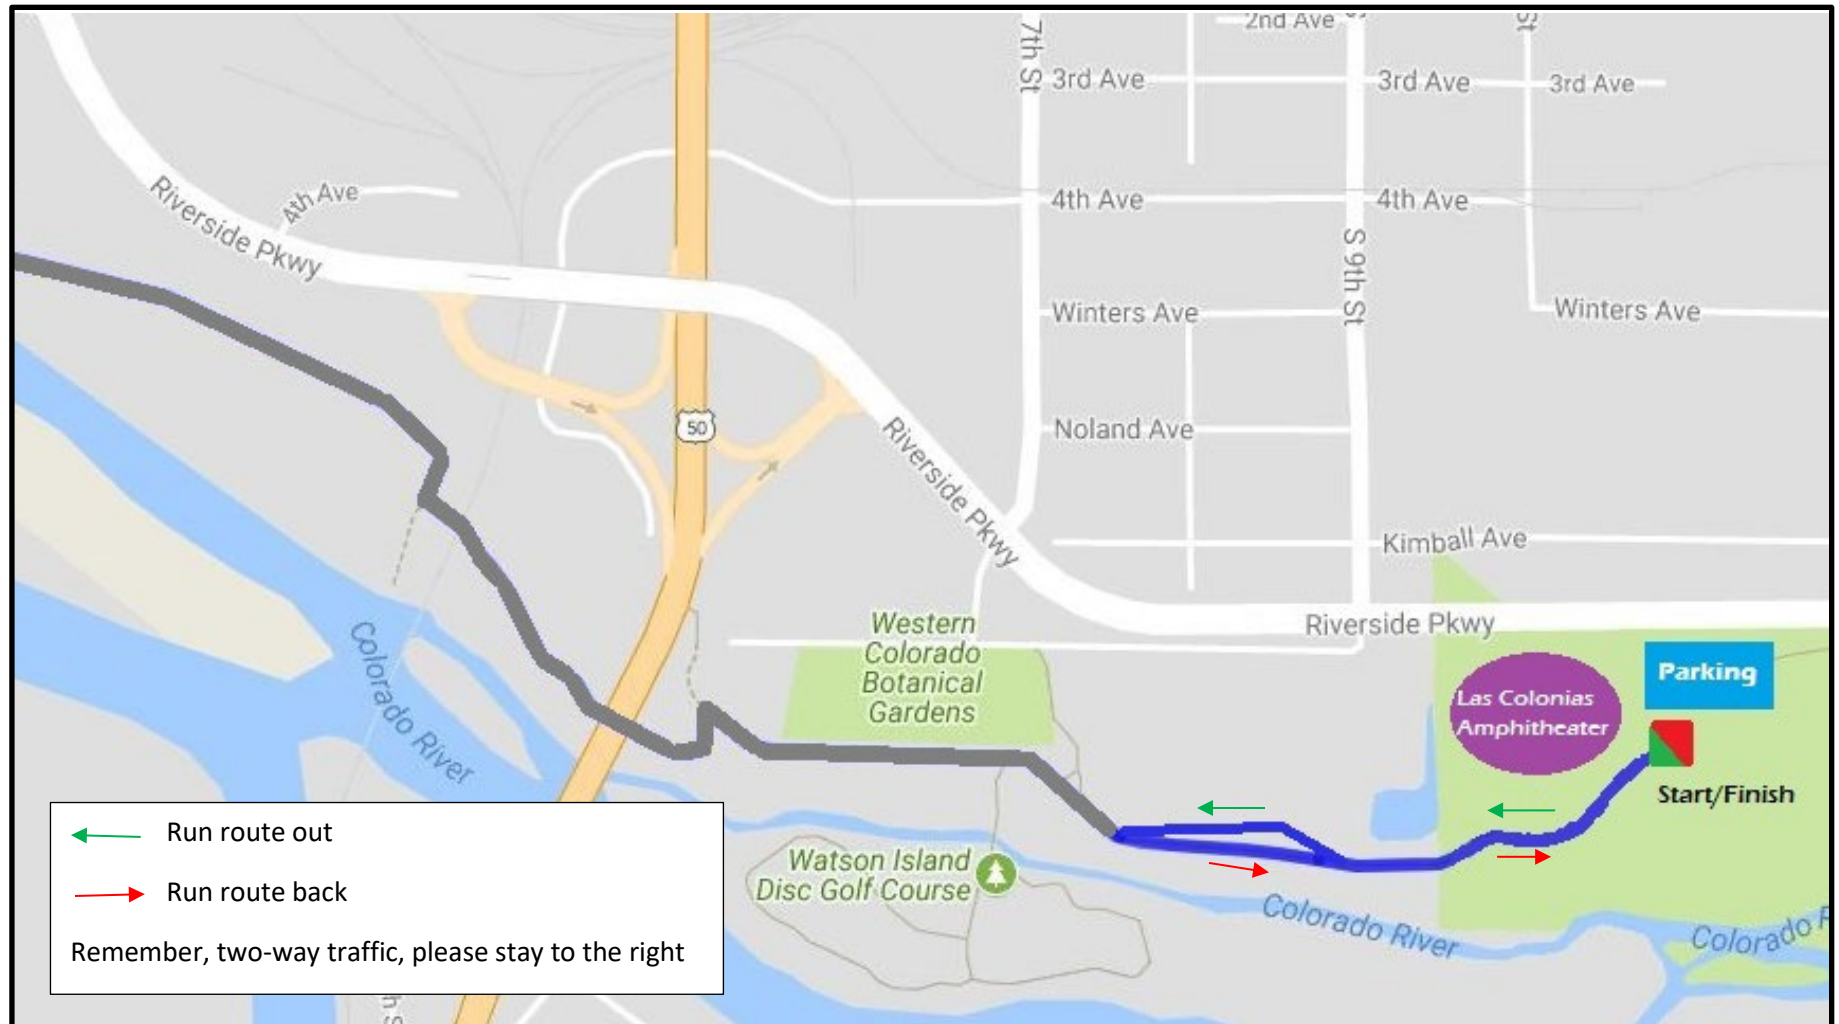 2nd Ave
S
St
7th St
3rd Ave
3rd Ave
3rd Ave
4th Ave
Riverside Pkwy
4th Ave
4th Ave
S 9th St
Winters Ave
Winters Ave
50
Noland Ave
Riverside Pkwy
Kimball Ave
Riverside Pkwy
Western
Colorado
Botanical
Gardens
Colorado River
Parking
Las Colonias
Amphitheater
Start/Finish
Run route out
Run route back
Remember, two-way traffic, please stay to the right
Watson Island
Disc Golf Course
Colorado River
Colorado R
h S